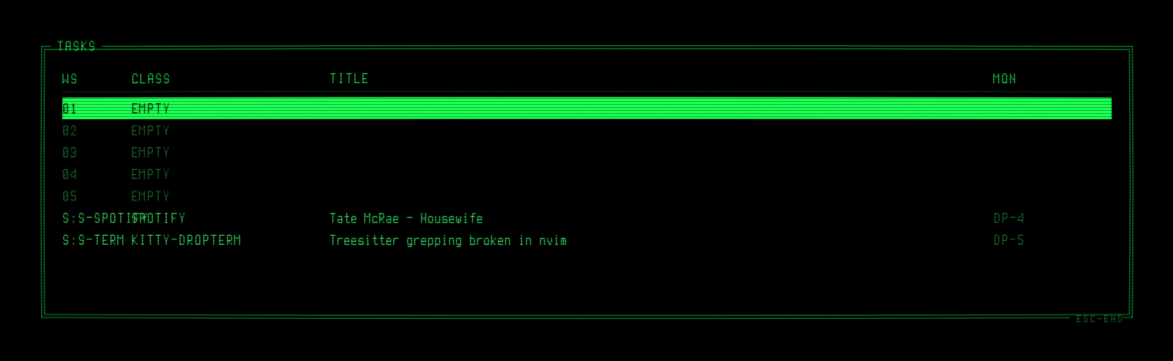 TASKS
WS CLASS TITLE MON
01 EMPTY
02 EMPTY
03 EMPTY
04 EMPTY
05 EMPTY
S:S-SPOTIFY SPOTIFY Tate McRae - Housewife DP-4
S:S-TERM KITTY-DROPTERM Treesitter grepping broken in nvim DP-5
ESC-END